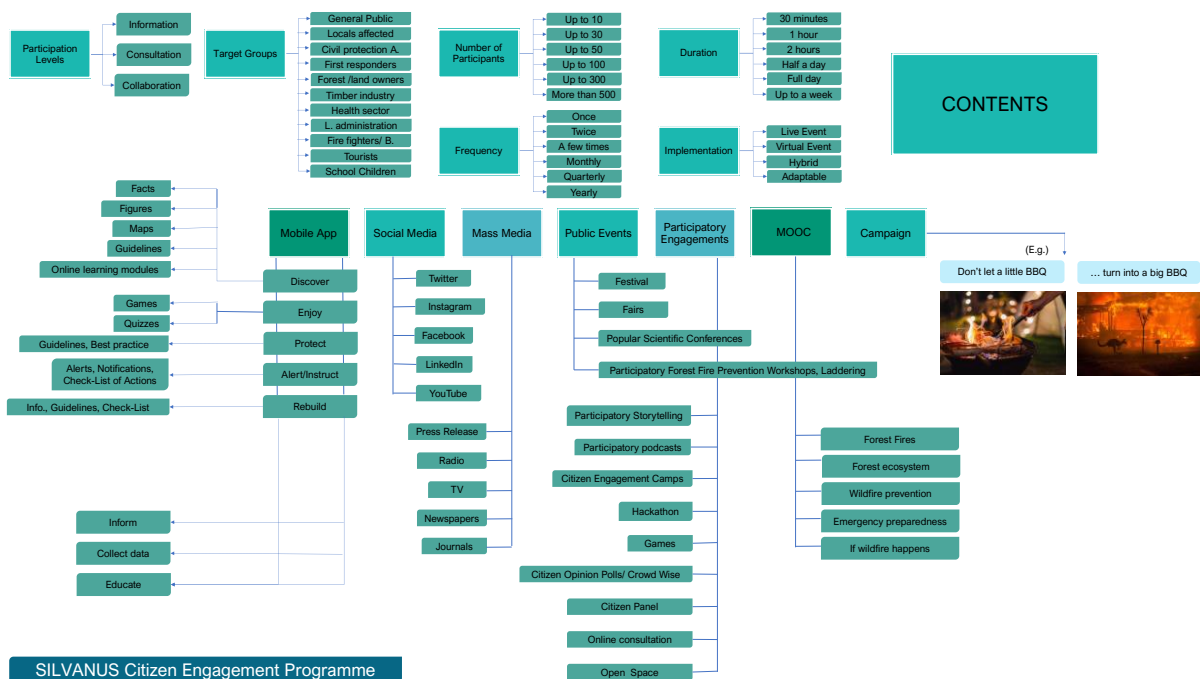 Participation
Levels
Information
Consultation
Collaboration
Target Groups
General Public
Locals affected
Civil protection A.
First responders
Forest /land owners
Timber industry
Health sector
L. administration
Fire fighters/ B.
Tourists
School Children
Number of
Participants
Up to 10
Up to 30
Up to 50
Up to 100
Up to 300
More than 500
Frequency
Once
Twice
A few times
Monthly
Quarterly
Yearly
Duration
30 minutes
1 hour
2 hours
Half a day
Full day
Up to a week
Implementation
Live Event
Virtual Event
Hybrid
Adaptable
CONTENTS
Mobile App
Facts
Figures
Maps
Guidelines
Online learning modules
Discover
Games
Quizzes
Enjoy
Guidelines, Best practice
Protect
Alerts, Notifications,
Check-List of Actions
Alert/Instruct
Info., Guidelines, Check-List
Rebuild
Inform
Collect data
Educate
Social Media
Twitter
Instagram
Facebook
LinkedIn
YouTube
Mass Media
Press Release
Radio
TV
Newspapers
Journals
Public Events
Festival
Fairs
Popular Scientific Conferences
Participatory Forest Fire Prevention Workshops, Laddering
Participatory
Engagements
Participatory Storytelling
Participatory podcasts
Citizen Engagement Camps
Hackathon
Games
Citizen Opinion Polls/ Crowd Wise
Citizen Panel
Online consultation
Open Space
MOOC
Forest Fires
Forest ecosystem
Wildfire prevention
Emergency preparedness
If wildfire happens
Campaign
(E.g.)
Don't let a little BBQ
… turn into a big BBQ
SILVANUS Citizen Engagement Programme